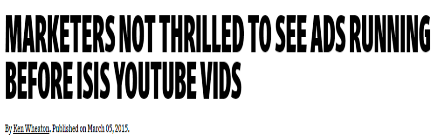 MARKETERS NOT THRILLED TO SEE ADS RUNNING
BEFORE ISIS YOUTUBE VIDS
By Ken Wheaton. Published on March 05, 2015.